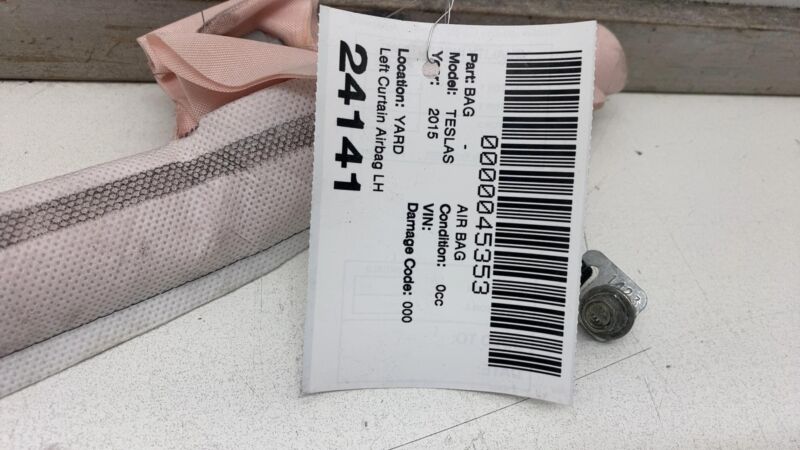 0000045353
Part: BAG - AIR BAG
Model: TESLAS Condition: 0cc
Year: 2015 VIN:
Damage Code: 000
Location: YARD
Left Curtain Airbag LH
24141